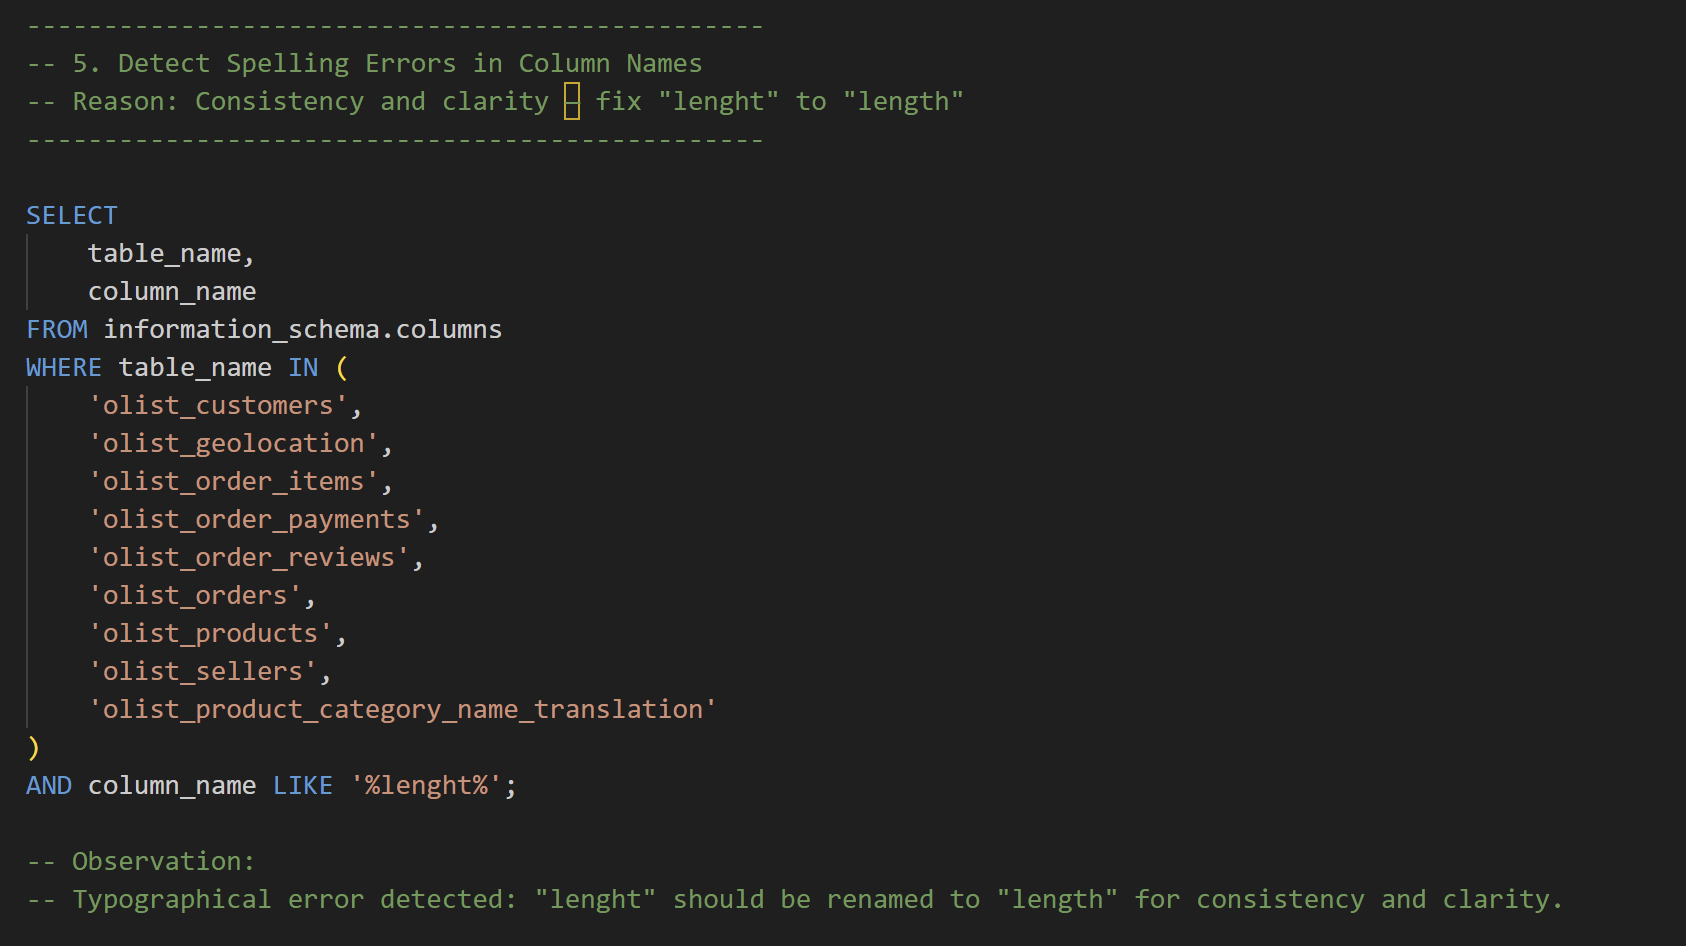 ------------------------------------------------
-- 5. Detect Spelling Errors in Column Names
-- Reason: Consistency and clarity – fix "lenght" to "length"
------------------------------------------------
SELECT
    table_name,
    column_name
FROM information_schema.columns
WHERE table_name IN (
    'olist_customers',
    'olist_geolocation',
    'olist_order_items',
    'olist_order_payments',
    'olist_order_reviews',
    'olist_orders',
    'olist_products',
    'olist_sellers',
    'olist_product_category_name_translation'
)
AND column_name LIKE '%lenght%';
-- Observation:
-- Typographical error detected: "lenght" should be renamed to "length" for consistency and clarity.